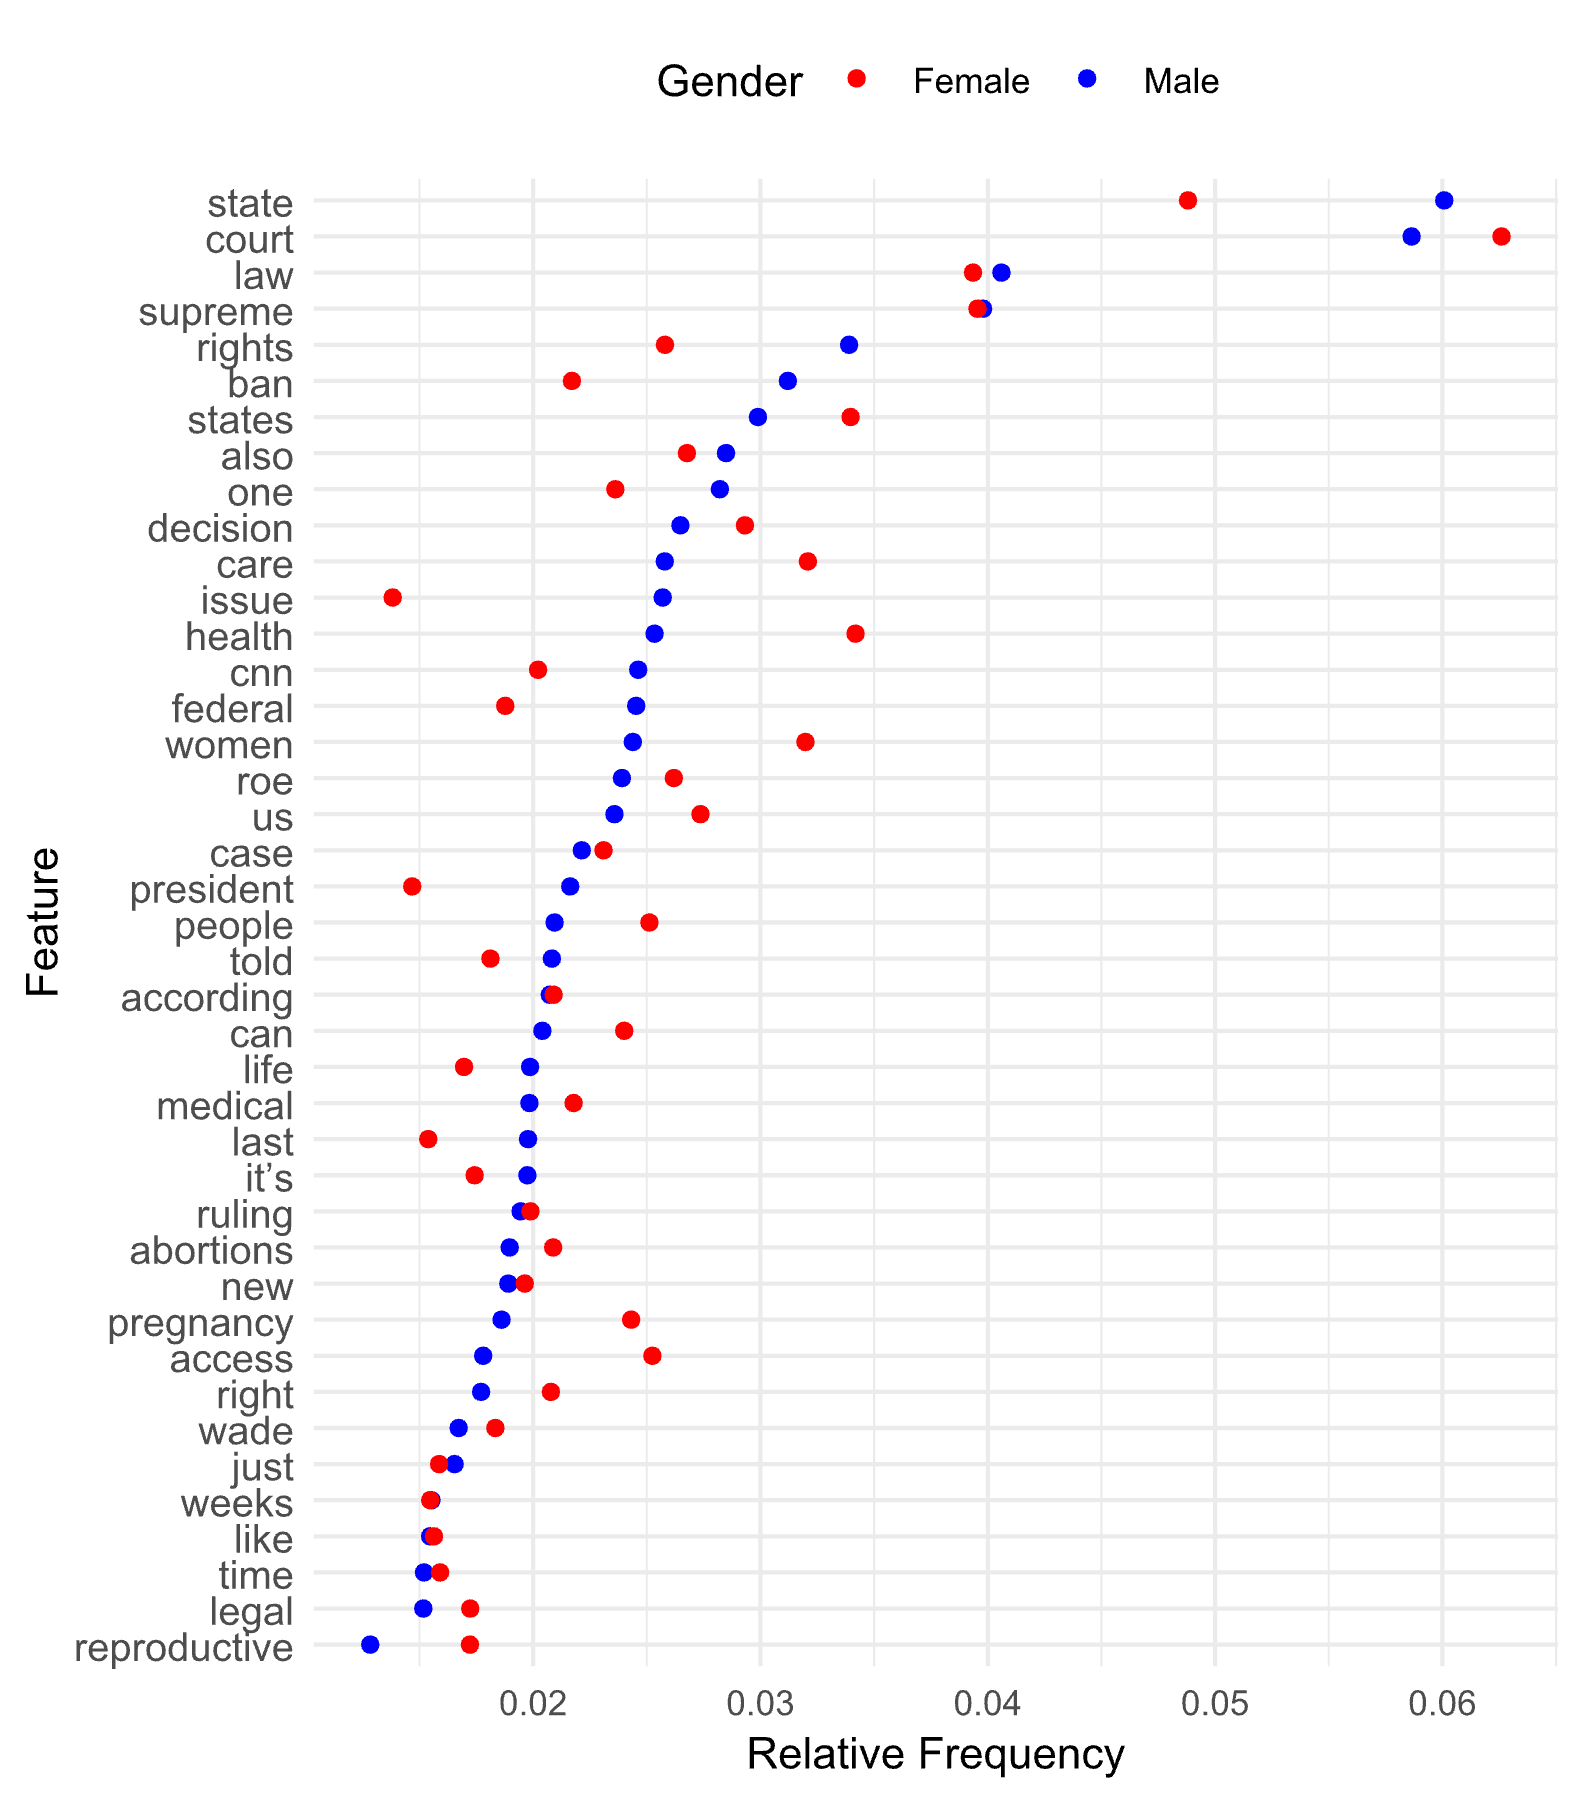 Gender Female Male
state
court
law
supreme
rights
ban
states
also
one
decision
care
issue
health
cnn
federal
women
roe
us
case
president
people
told
according
can
life
medical
last
it’s
ruling
abortions
new
pregnancy
access
right
wade
just
weeks
like
time
legal
reproductive
Feature
0.02 0.03 0.04 0.05 0.06
Relative Frequency